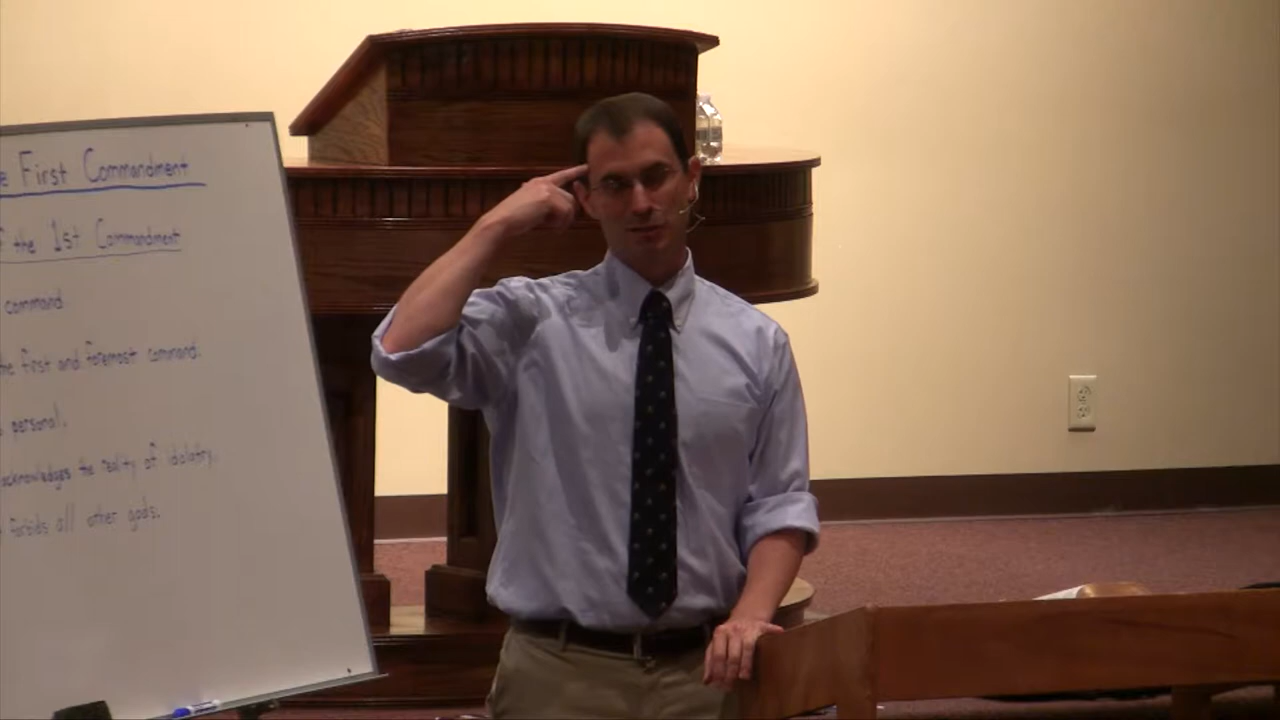 e First Commandment
f the 1st Commandment
command
he first and foremost command.
personal.
acknowledges the reality of idolatry.
forbids all other gods.